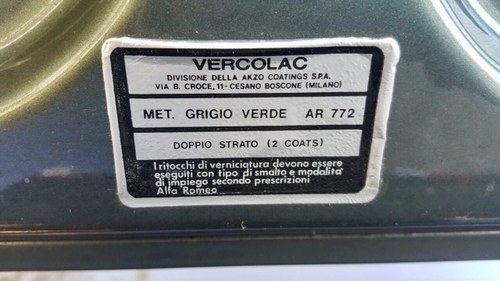 VERCOLAC
DIVISIONE DELLA AKZO COATINGS S.P.A.
VIA B. CROCE, 11 - CESANO BOSCONE (MILANO)
MET. GRIGIO VERDE AR 772
DOPPIO STRATO (2 COATS)
I ritocchi di verniciatura devono essere
eseguiti con tipo di smalto e modalità
di impiego secondo prescrizioni
Alfa Romeo